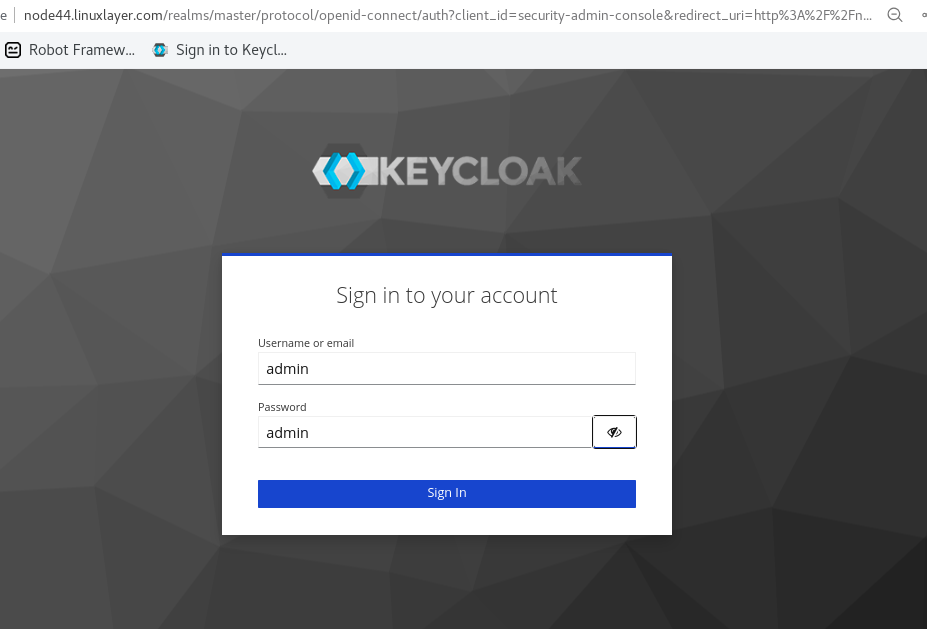 e node44.linuxlayer.com/realms/master/protocol/openid-connect/auth?client_id=security-admin-console&redirect_uri=http%3A%2F%2Fn...
Robot Framew... Sign in to Keycl...
KEYCLOAK
Sign in to your account
Username or email
admin
Password
admin
Sign In